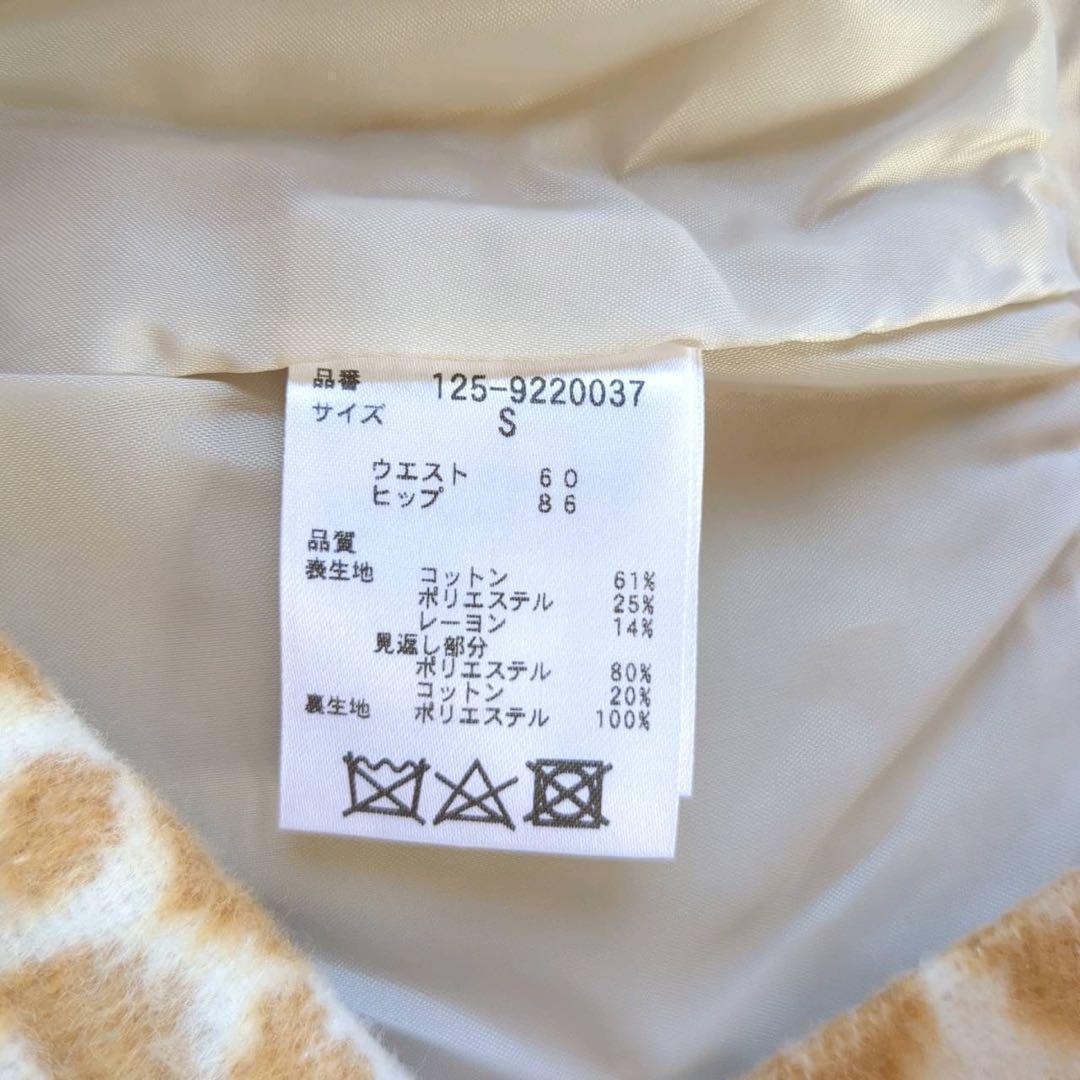 品番 125-9220037
サイズ S
ウエスト 60
ヒップ 86
品質
表生地 コットン 61%
ポリエステル 25%
レーヨン 14%
見返し部分
ポリエステル 80%
コットン 20%
裏生地 ポリエステル 100%